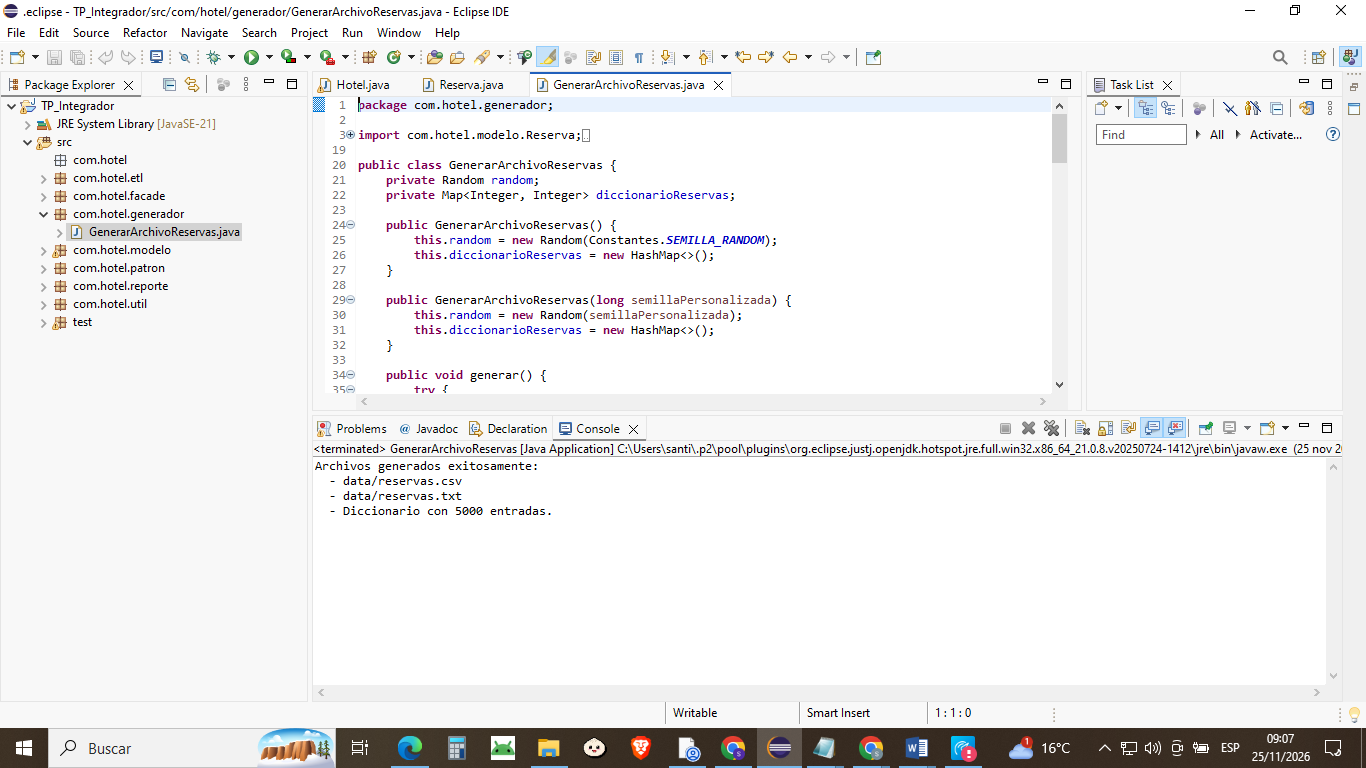 .eclipse - TP_Integrador/src/com/hotel/generador/GenerarArchivoReservas.java - Eclipse IDE
File Edit Source Refactor Navigate Search Project Run Window Help
Package Explorer
TP_Integrador
JRE System Library [JavaSE-21]
src
com.hotel
com.hotel.etl
com.hotel.facade
com.hotel.generador
GenerarArchivoReservas.java
com.hotel.modelo
com.hotel.patron
com.hotel.reporte
com.hotel.util
test
Hotel.java Reserva.java GenerarArchivoReservas.java
1 package com.hotel.generador;
2
3 import com.hotel.modelo.Reserva;
19
20 public class GenerarArchivoReservas {
21 private Random random;
22 private Map<Integer, Integer> diccionarioReservas;
23
24 public GenerarArchivoReservas() {
25 this.random = new Random(Constantes.SEMILLA_RANDOM);
26 this.diccionarioReservas = new HashMap<>();
27 }
28
29 public GenerarArchivoReservas(long semillaPersonalizada) {
30 this.random = new Random(semillaPersonalizada);
31 this.diccionarioReservas = new HashMap<>();
32 }
33
34 public void generar() {
35 try {
Task List
Find All Activate...
Problems Javadoc Declaration Console
<terminated> GenerarArchivoReservas [Java Application] C:\Users\santi\.p2\pool\plugins\org.eclipse.justj.openjdk.hotspot.jre.full.win32.x86_64_21.0.8.v20250724-1412\jre\bin\javaw.exe (25 nov 20
Archivos generados exitosamente:
- data/reservas.csv
- data/reservas.txt
- Diccionario con 5000 entradas.
Writable Smart Insert 1 : 1 : 0
Buscar
1
16°C
ESP
09:07
25/11/2026